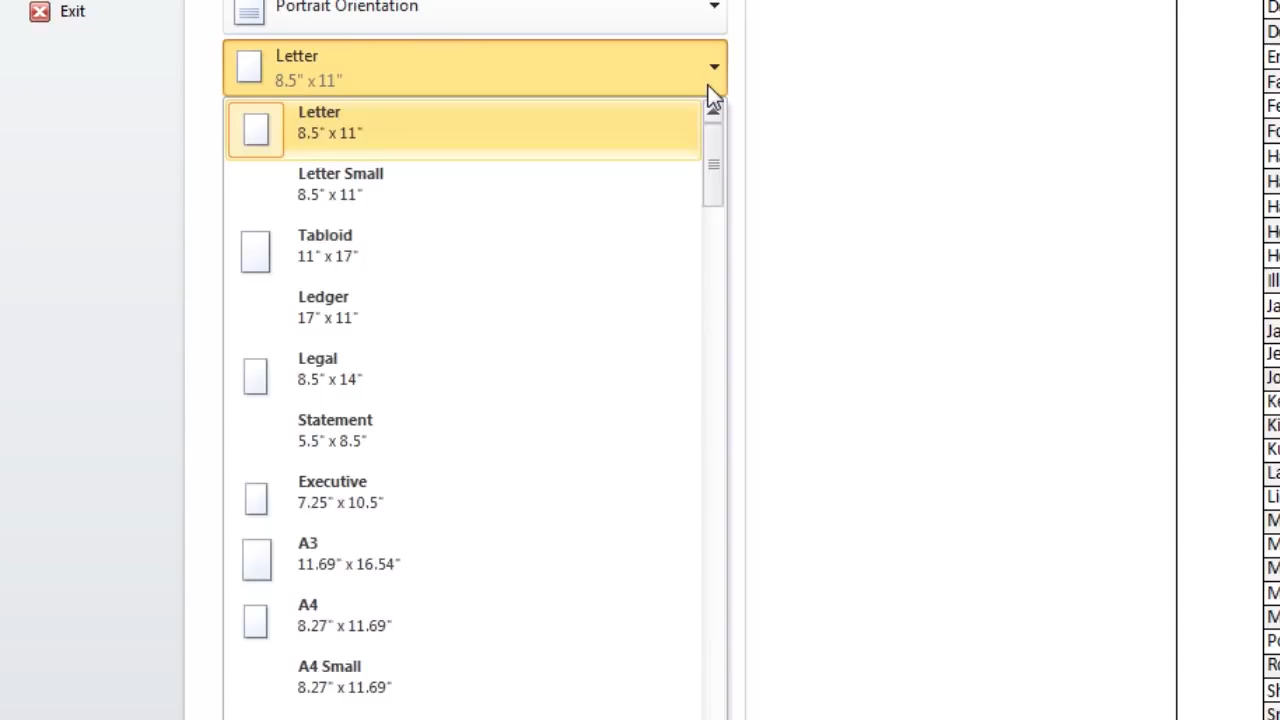 Exit
Portrait Orientation
Letter
8.5" x 11"
Letter
8.5" x 11"
Letter Small
8.5" x 11"
Tabloid
11" x 17"
Ledger
17" x 11"
Legal
8.5" x 14"
Statement
5.5" x 8.5"
Executive
7.25" x 10.5"
A3
11.69" x 16.54"
A4
8.27" x 11.69"
A4 Small
8.27" x 11.69"